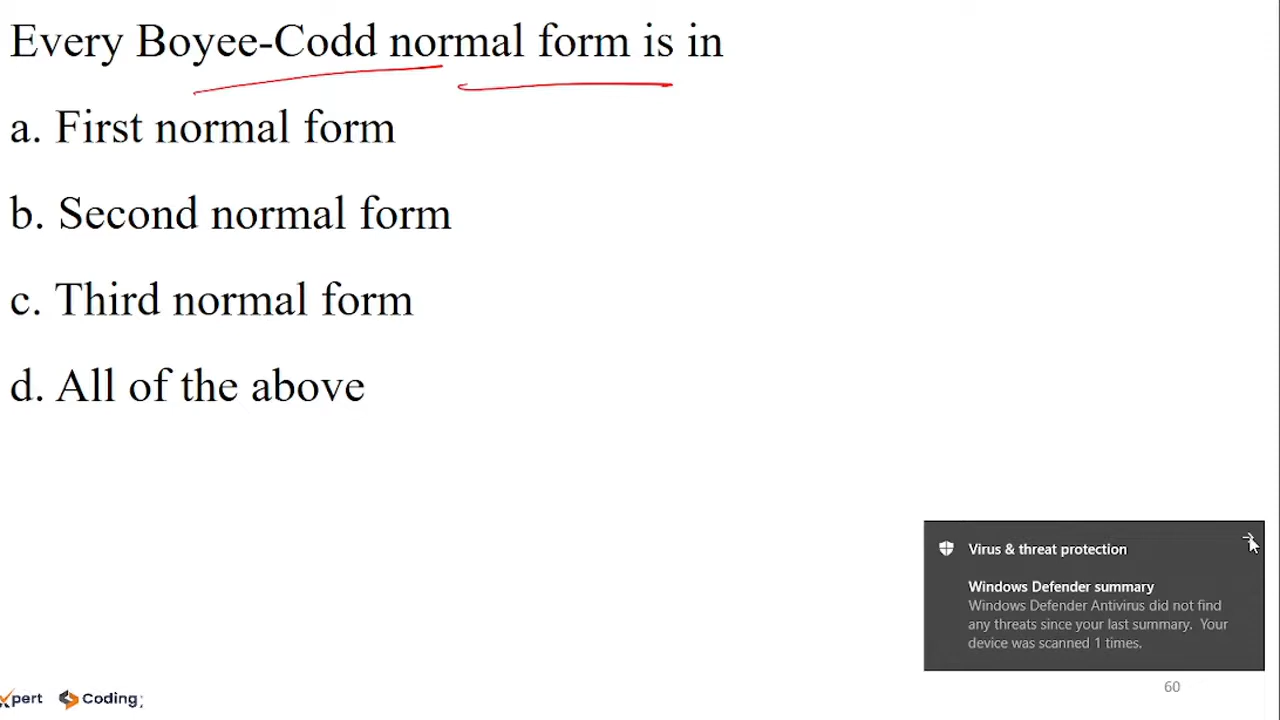 Every Boyee-Codd normal form is in
a. First normal form
b. Second normal form
c. Third normal form
d. All of the above
Virus & threat protection
Windows Defender summary
Windows Defender Antivirus did not find
any threats since your last summary. Your
device was scanned 1 times.
60
Xpert Coding